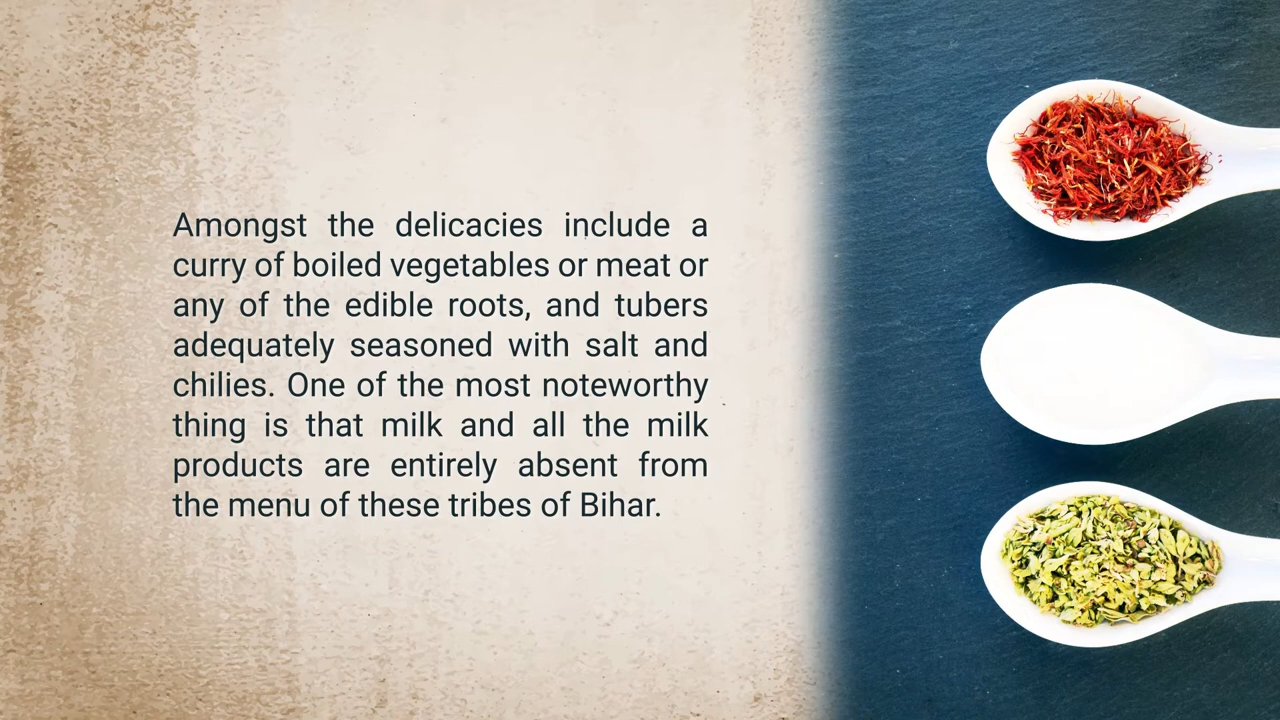 Amongst the delicacies include a
curry of boiled vegetables or meat or
any of the edible roots, and tubers
adequately seasoned with salt and
chilies. One of the most noteworthy
thing is that milk and all the milk
products are entirely absent from
the menu of these tribes of Bihar.